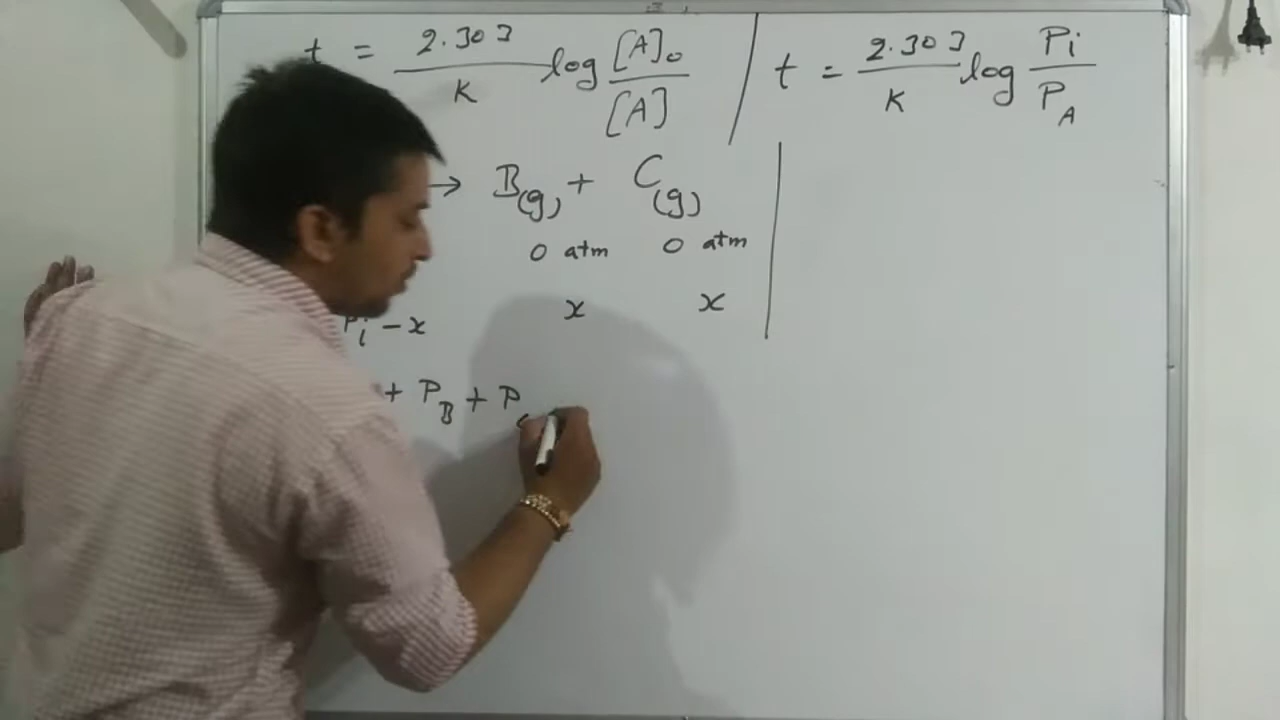 t = 2.303 / K log [A]₀ / [A] | t = 2.303 / K log Pi / P_A
→ B(g) + C(g)
0 atm 0 atm
Pi - x x x
+ P_B + P